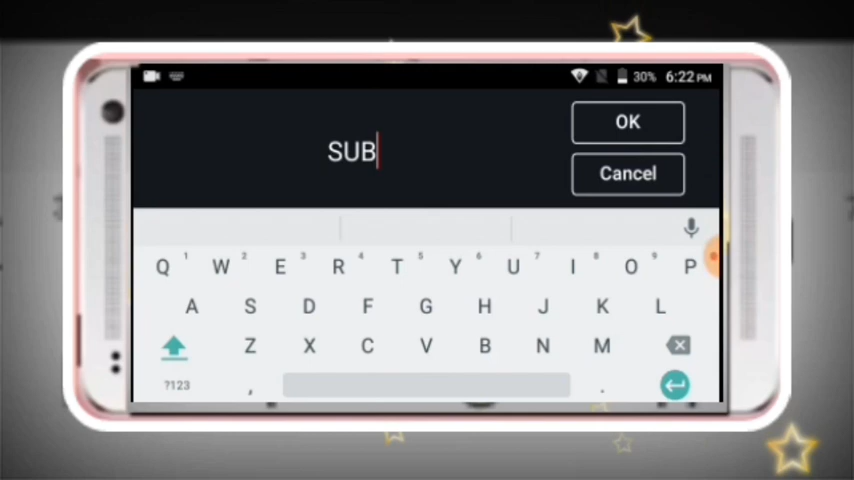 30% 6:22 PM
SUB
OK
Cancel
1 2 3 4 5 6 7 8 9
Q W E R T Y U I O P
A S D F G H J K L
Z X C V B N M
?123 , .